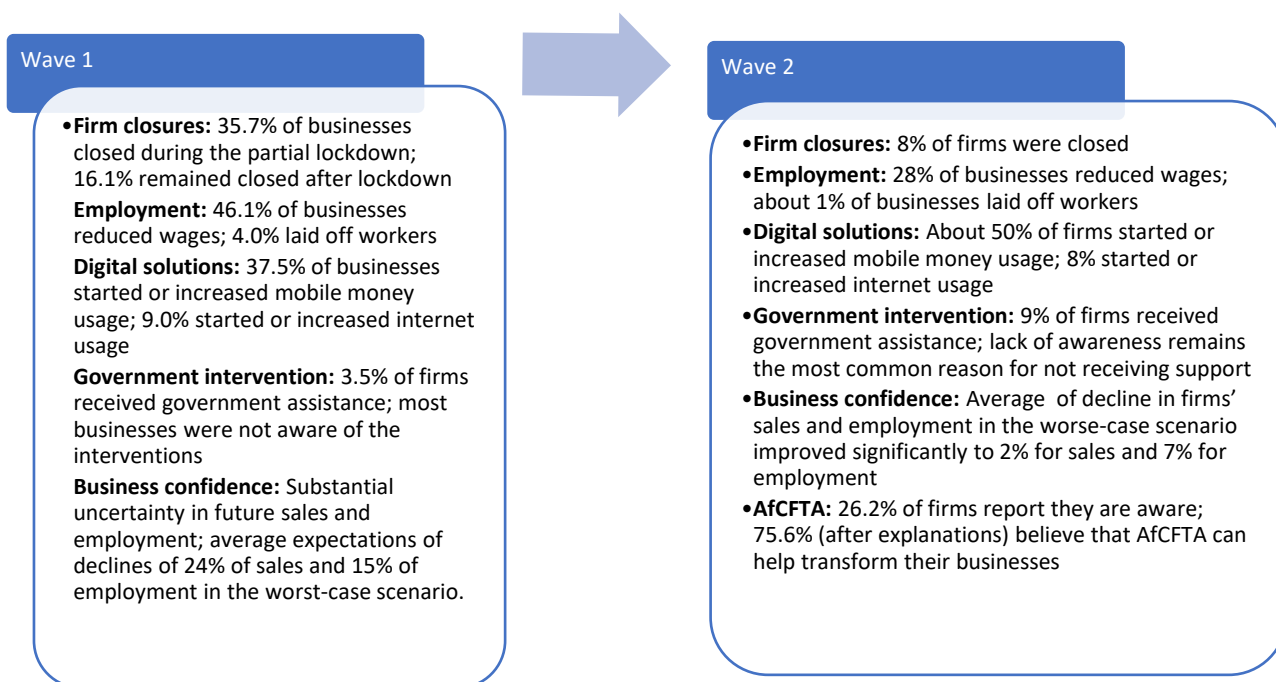 Wave 1
•Firm closures: 35.7% of businesses
closed during the partial lockdown;
16.1% remained closed after lockdown
Employment: 46.1% of businesses
reduced wages; 4.0% laid off workers
Digital solutions: 37.5% of businesses
started or increased mobile money
usage; 9.0% started or increased internet
usage
Government intervention: 3.5% of firms
received government assistance; most
businesses were not aware of the
interventions
Business confidence: Substantial
uncertainty in future sales and
employment; average expectations of
declines of 24% of sales and 15% of
employment in the worst-case scenario.
Wave 2
•Firm closures: 8% of firms were closed
•Employment: 28% of businesses reduced wages;
about 1% of businesses laid off workers
•Digital solutions: About 50% of firms started or
increased mobile money usage; 8% started or
increased internet usage
•Government intervention: 9% of firms received
government assistance; lack of awareness remains
the most common reason for not receiving support
•Business confidence: Average of decline in firms'
sales and employment in the worse-case scenario
improved significantly to 2% for sales and 7% for
employment
•AfCFTA: 26.2% of firms report they are aware;
75.6% (after explanations) believe that AfCFTA can
help transform their businesses